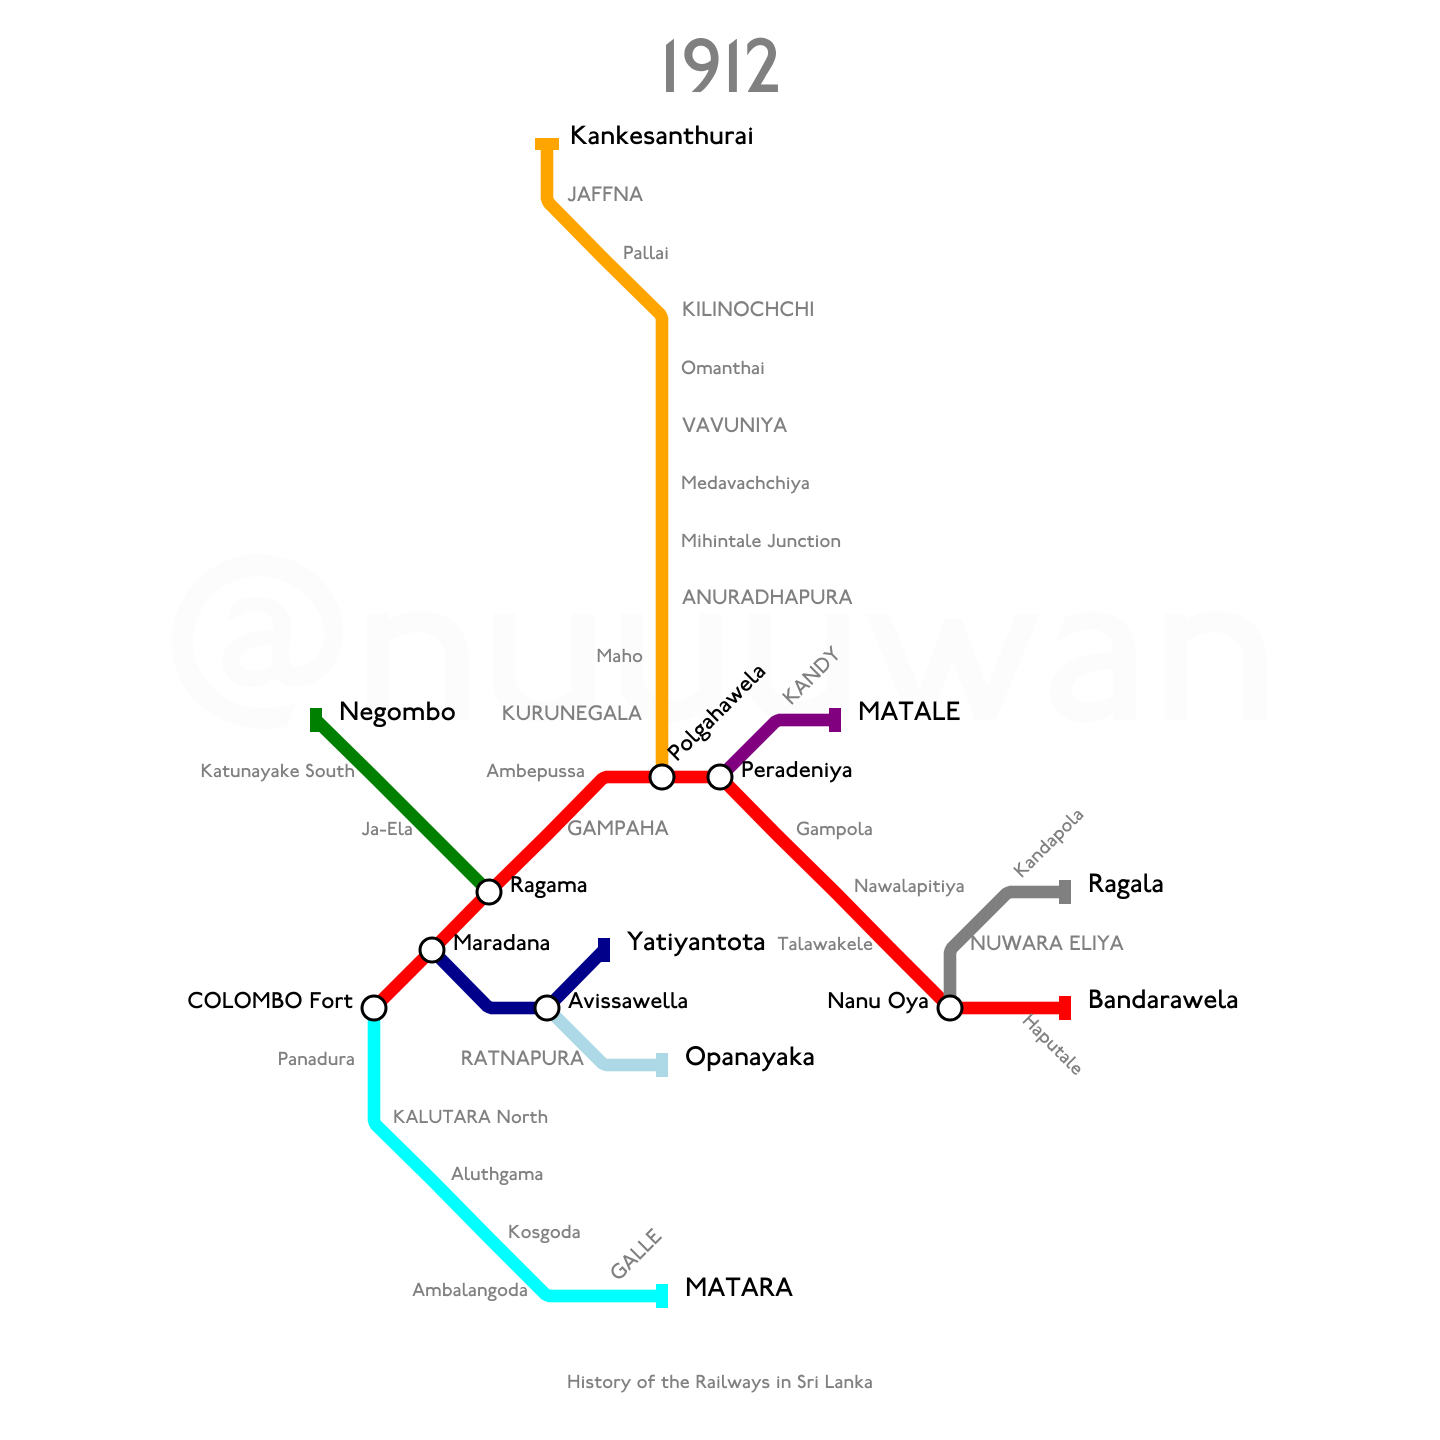 1912
Kankesanthurai
JAFFNA
Pallai
KILINOCHCHI
Omanthai
VAVUNIYA
Medavachchiya
Mihintale Junction
ANURADHAPURA
@nuuuwan
Maho
KANDY
Polgahawela
Negombo
KURUNEGALA
MATALE
Katunayake South
Ambepussa
Peradeniya
Ja-Ela
GAMPAHA
Gampola
Kandapola
Ragama
Nawalapitiya
Ragala
Maradana
Yatiyantota
Talawakele
NUWARA ELIYA
COLOMBO Fort
Avissawella
Nanu Oya
Bandarawela
Haputale
Panadura
RATNAPURA
Opanayaka
KALUTARA North
Aluthgama
Kosgoda
GALLE
Ambalangoda
MATARA
History of the Railways in Sri Lanka